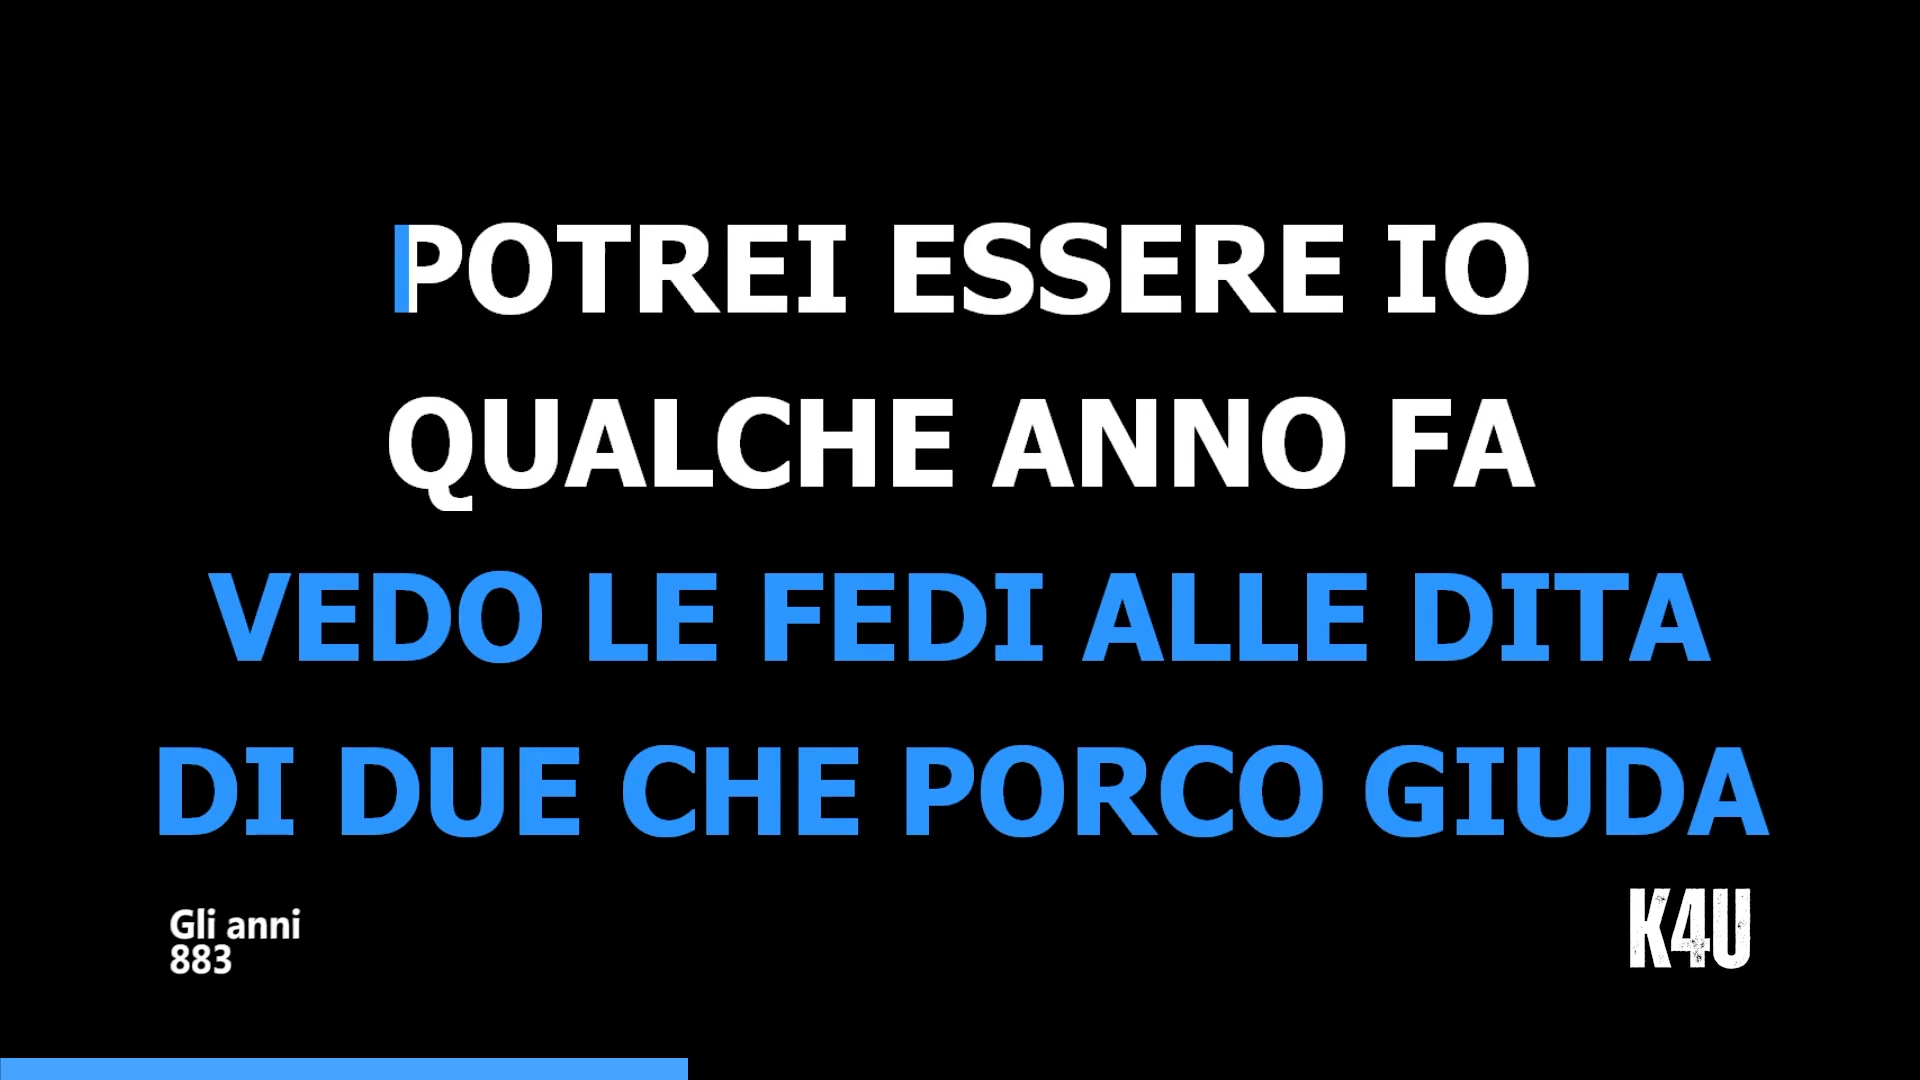 POTREI ESSERE IO
QUALCHE ANNO FA
VEDO LE FEDI ALLE DITA
DI DUE CHE PORCO GIUDA
Gli anni
883
K4U